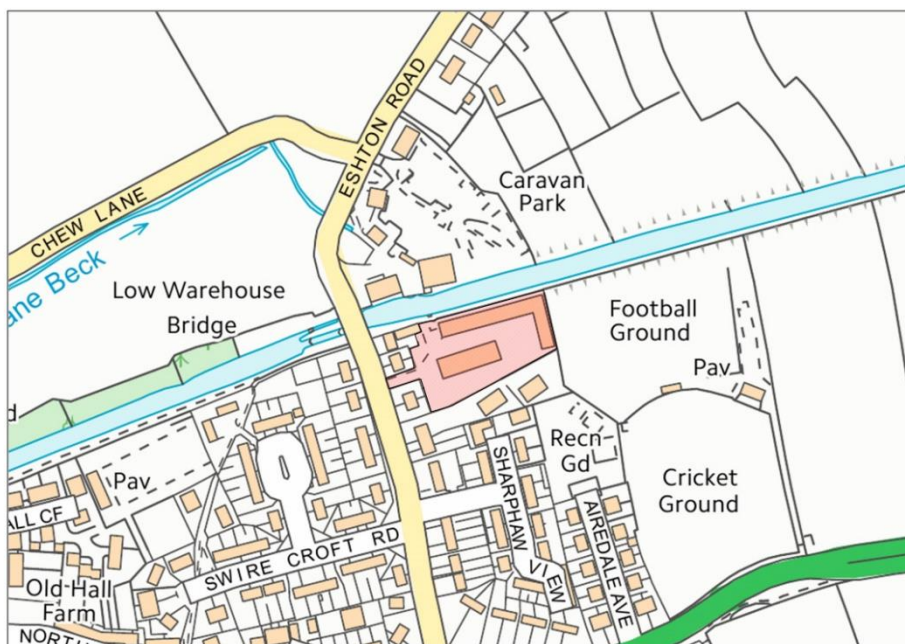 ESHTON ROAD
CHEW LANE
Caravan
Park
ane Beck
Low Warehouse
Bridge
Football
Ground
Pav
d
Recn
Gd
Cricket
Ground
Pav
SHARPHAW VIEW
AIREDALE AVE
ALL CF
SWIRE CROFT RD
Old Hall
Farm
NORTH